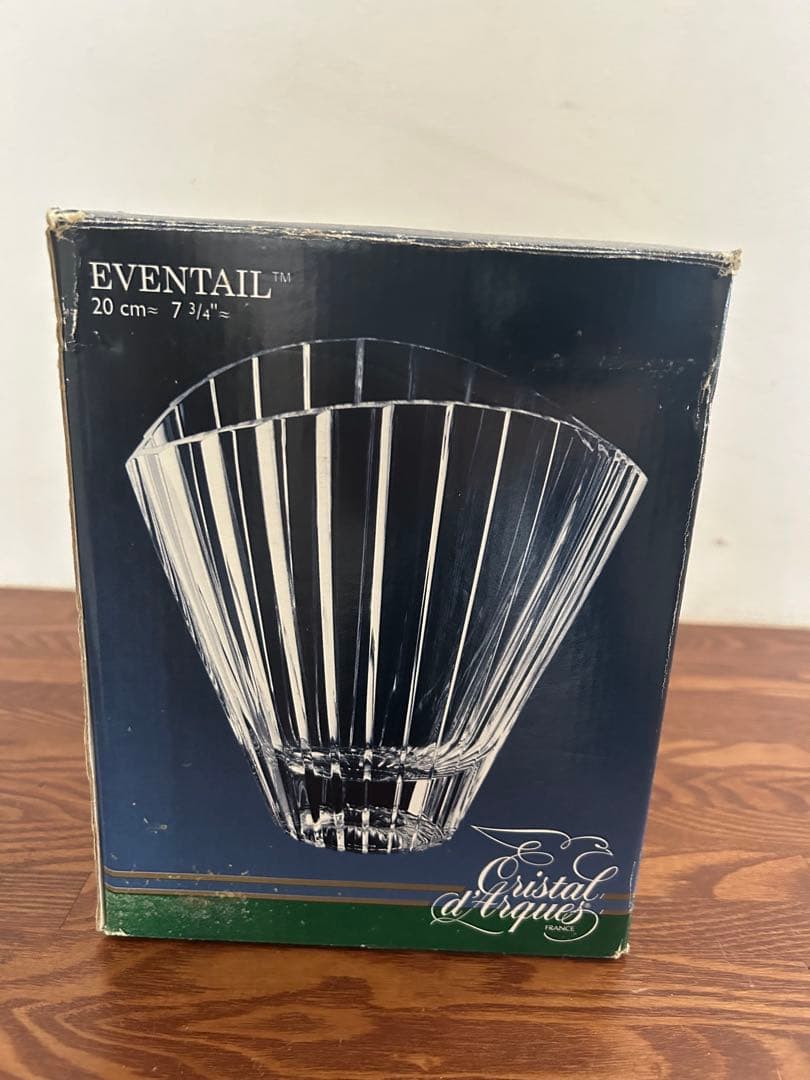 EVENTAIL™
20 cm≈ 7 3/4"≈
Cristal
d'Arques®
FRANCE